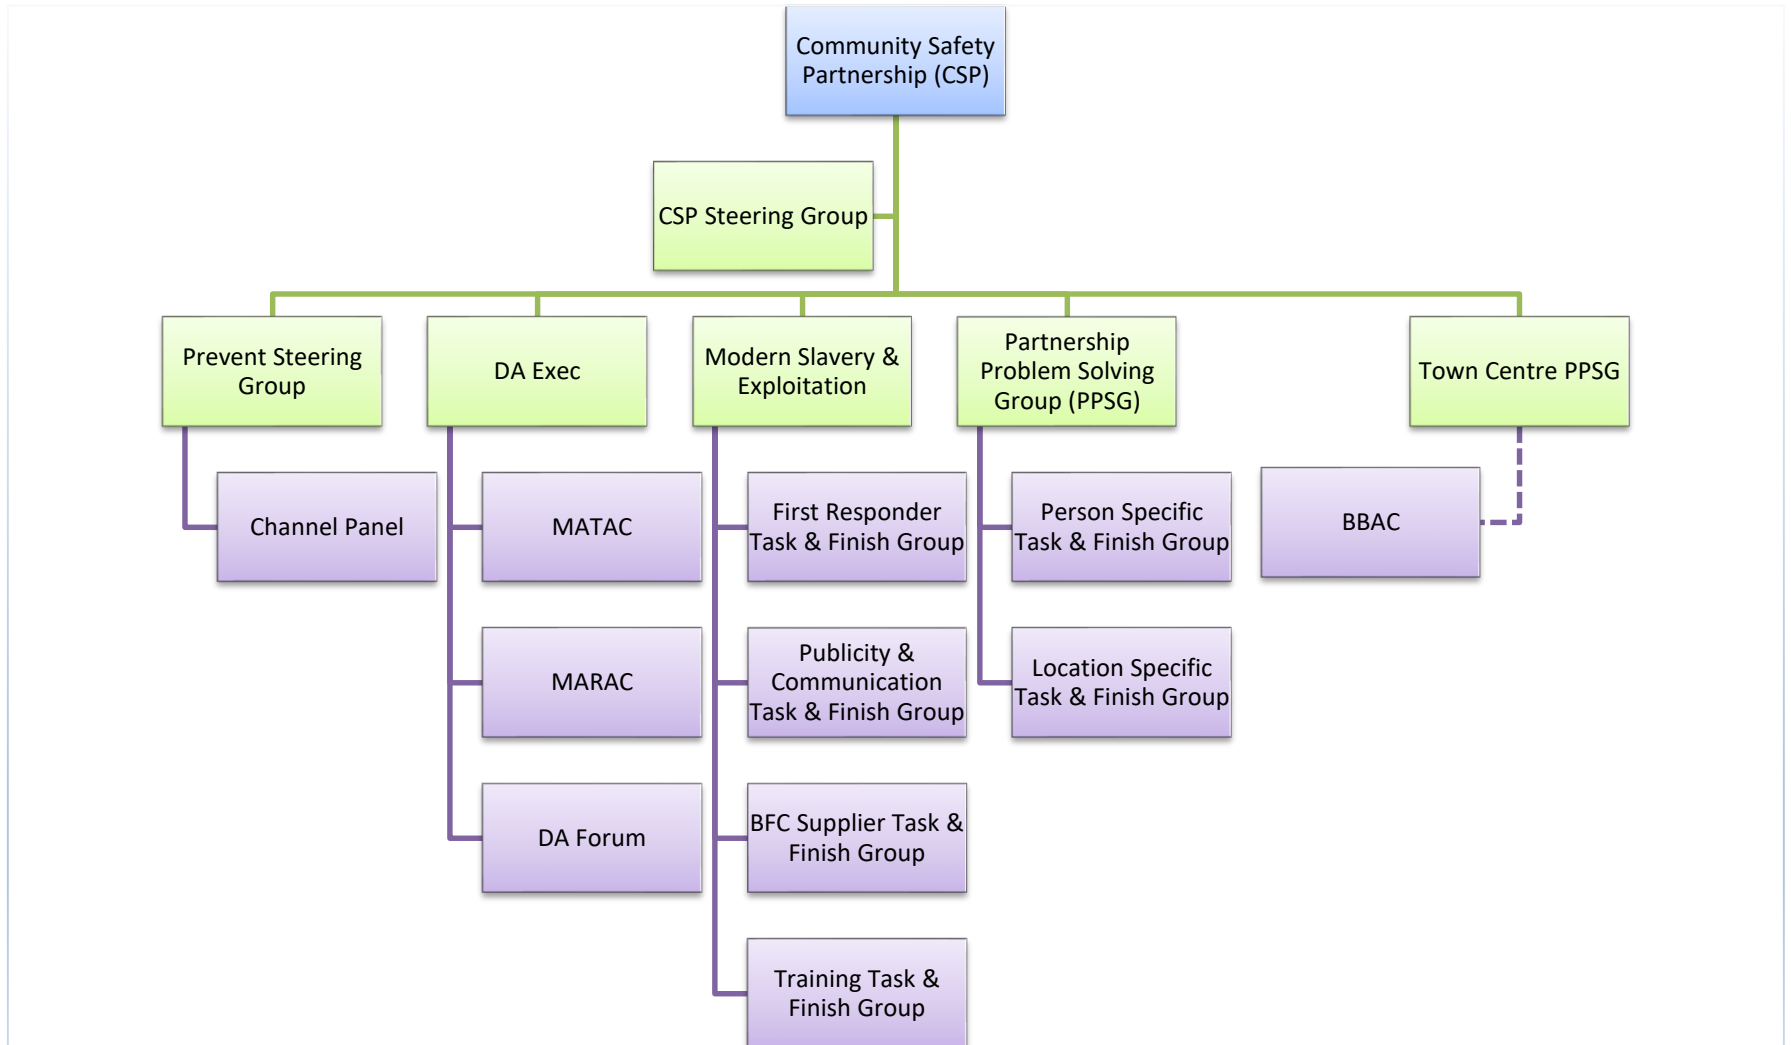 Community Safety
Partnership (CSP)
CSP Steering Group
Prevent Steering
Group
DA Exec
Modern Slavery &
Exploitation
Partnership
Problem Solving
Group (PPSG)
Town Centre PPSG
Channel Panel
MATAC
First Responder
Task & Finish Group
Person Specific
Task & Finish Group
BBAC
MARAC
Publicity &
Communication
Task & Finish Group
Location Specific
Task & Finish Group
DA Forum
BFC Supplier Task &
Finish Group
Training Task &
Finish Group